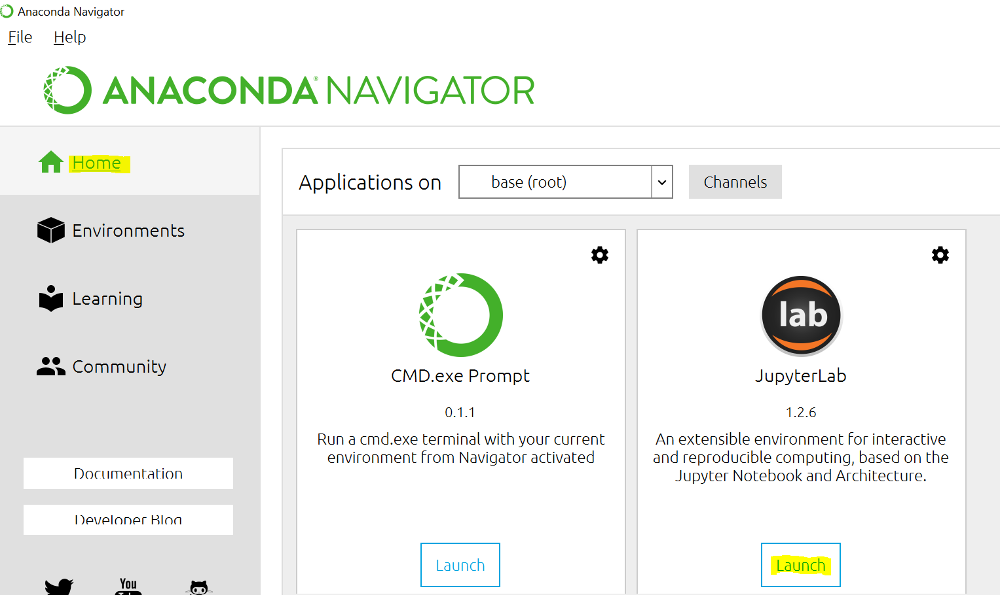 Anaconda Navigator
File Help
ANACONDA® NAVIGATOR
Home
Environments
Learning
Community
Documentation
Developer Blog
You
Applications on base (root) Channels
CMD.exe Prompt
0.1.1
Run a cmd.exe terminal with your current
environment from Navigator activated
Launch
lab
JupyterLab
1.2.6
An extensible environment for interactive
and reproducible computing, based on the
Jupyter Notebook and Architecture.
Launch